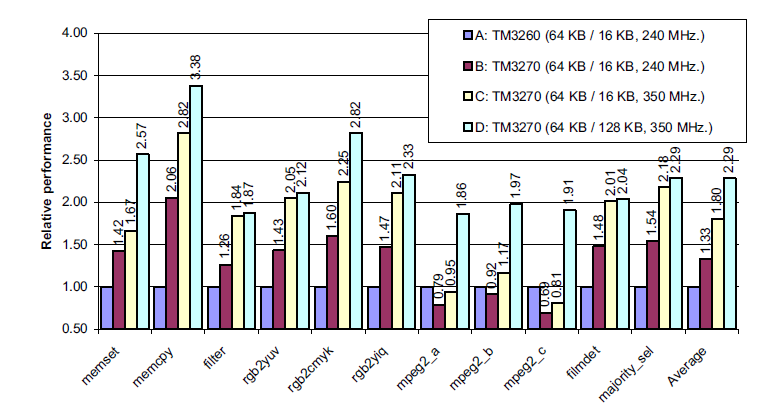 4.00
3.50
3.00
2.50
2.00
1.50
1.00
0.50
Relative performance
A: TM3260 (64 KB / 16 KB, 240 MHz.)
B: TM3270 (64 KB / 16 KB, 240 MHz.)
C: TM3270 (64 KB / 16 KB, 350 MHz.)
D: TM3270 (64 KB / 128 KB, 350 MHz.)
1.42 1.67 2.57
2.06 2.82 3.38
1.26 1.84 1.87
1.43 2.05 2.12
1.60 2.25 2.82
1.47 2.11 2.33
0.79 0.95 1.86
0.92 1.17 1.97
0.69 0.81 1.91
1.48 2.01 2.04
1.54 2.18 2.29
1.33 1.80 2.29
memset
memcpy
filter
rgb2yuv
rgb2cmyk
rgb2yiq
mpeg2_a
mpeg2_b
mpeg2_c
filmdet
majority_sel
Average